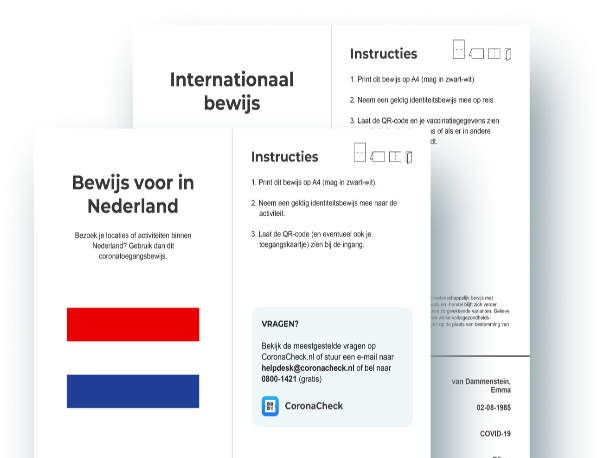 Internationaal
bewijs
Instructies
1. Print dit bewijs op A4 (mag in zwart-wit).
2. Neem een geldig identiteitsbewijs mee op reis.
3. Laat de QR-code en je vaccinatiegegevens zien
of als er in andere
Bewijs voor in
Nederland
Bezoek je locaties of activiteiten binnen
Nederland? Gebruik dan dit
coronatoegangsbewijs.
Instructies
1. Print dit bewijs op A4 (mag in zwart-wit).
2. Neem een geldig identiteitsbewijs mee naar de
activiteit.
3. Laat de QR-code (en eventueel ook je
toegangskaartje) zien bij de ingang.
VRAGEN?
Bekijk de meestgestelde vragen op
CoronaCheck.nl of stuur een e-mail naar
helpdesk@coronacheck.nl of bel naar
0800-1421 (gratis)
CoronaCheck
van Dammenstein,
Emma
02-08-1985
COVID-19